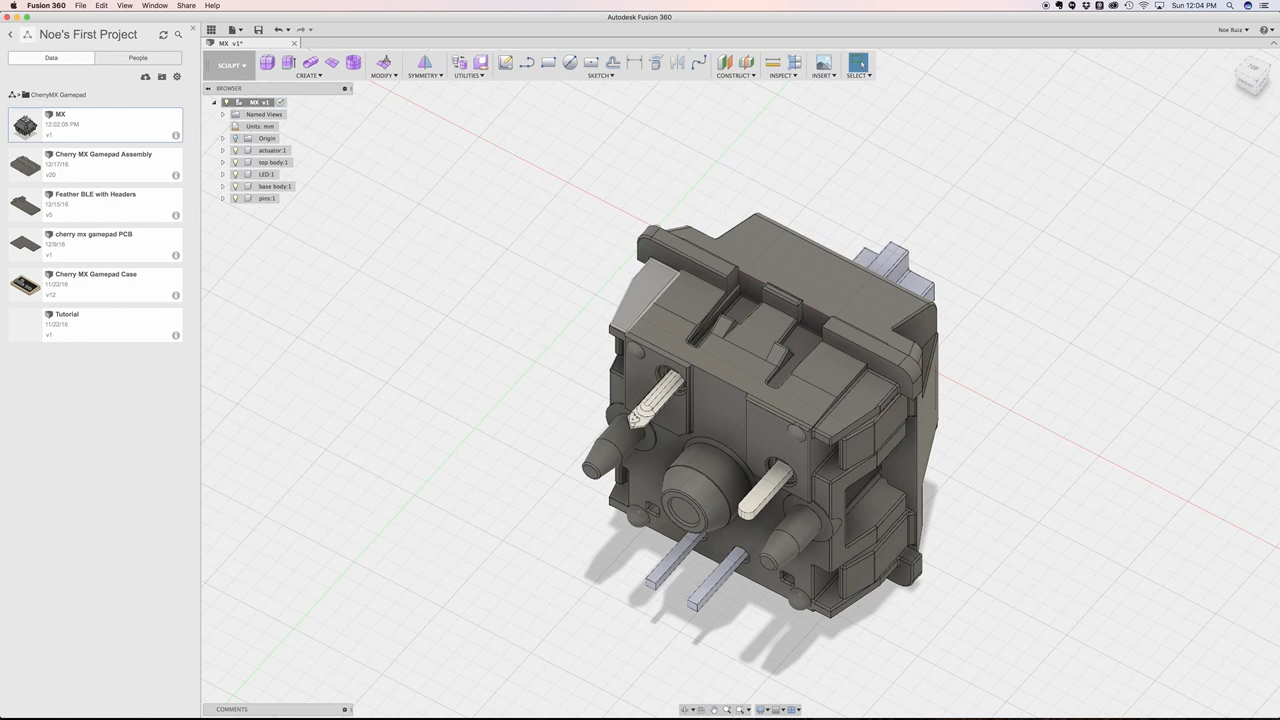 Fusion 360 File Edit View Window Share Help
Sun 12:04 PM
Autodesk Fusion 360
Noe's First Project
Data People
CherryMX Gamepad
MX
12:02:05 PM
v1
Cherry MX Gamepad Assembly
12/17/16
v20
Feather BLE with Headers
12/15/16
v5
cherry mx gamepad PCB
12/9/16
v1
Cherry MX Gamepad Case
11/22/16
v12
Tutorial
11/22/16
v1
Noe Ruiz
MX v1*
SCULPT
CREATE MODIFY SYMMETRY UTILITIES SKETCH CONSTRUCT INSPECT INSERT SELECT
BROWSER
MX v1
Named Views
Units: mm
Origin
actuator:1
top body:1
LED:1
base body:1
pins:1
COMMENTS